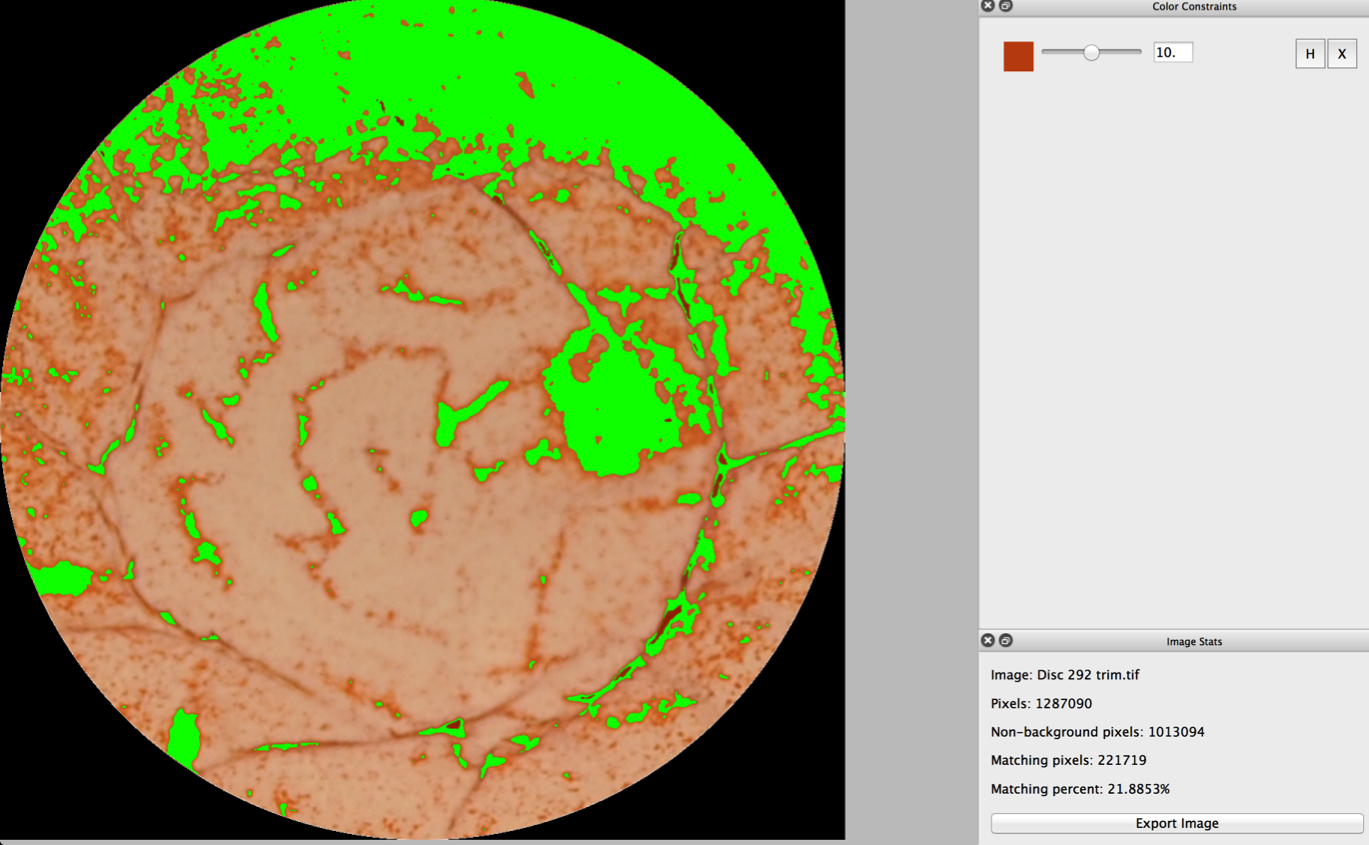 Color Constraints
10.
H
X
Image Stats
Image: Disc 292 trim.tif
Pixels: 1287090
Non-background pixels: 1013094
Matching pixels: 221719
Matching percent: 21.8853%
Export Image